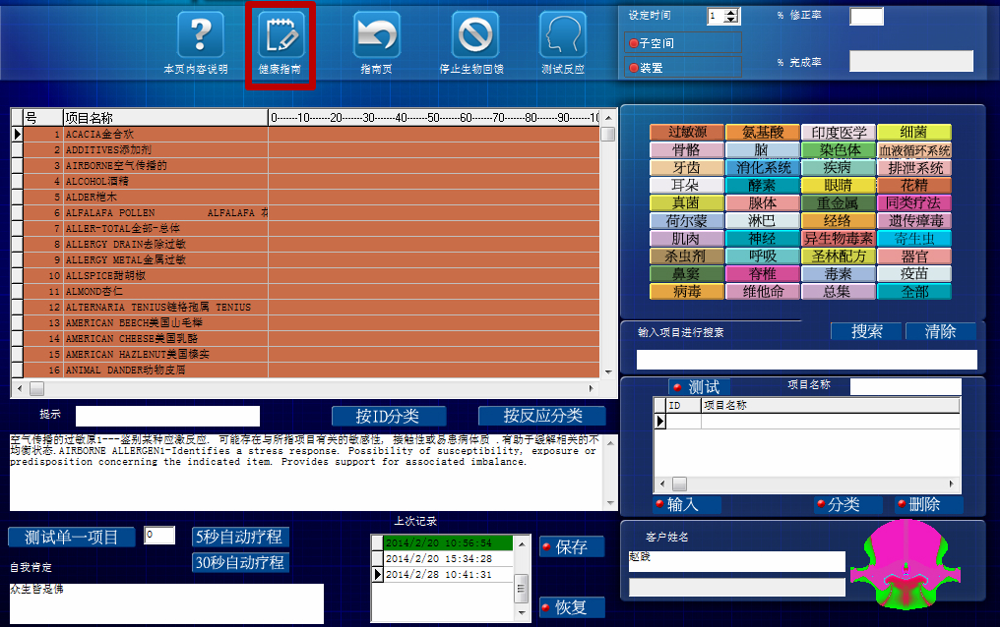 设定时间 1 % 修正率
本页内容说明 健康指南 指南页 停止生物回馈 测试反应
子空间
装置
% 完成率
号 项目名称 0-----10-----20-----30-----40-----50-----60-----70-----80-----90-----10
1 ACACIA金合欢
2 ADDITIVES添加剂
3 AIRBORNE空气传播的
4 ALCOHOL酒精
5 ALDER桤木
6 ALFALFA POLLEN ALFALFA
7 ALLER-TOTAL全部-总体
8 ALLERGY DRAIN去除过敏
9 ALLERGY METAL金属过敏
10 ALLSPICE甜胡椒
11 ALMOND杏仁
12 ALTERNARIA TENIUS链格孢属 TENIUS
13 AMERICAN BEECH美国山毛榉
14 AMERICAN CHEESE美国乳酪
15 AMERICAN HAZLENUT美国榛实
16 ANIMAL DANDER动物皮屑
过敏源 氨基酸 印度医学 细菌
骨骼 脑 染色体 血液循环系统
牙齿 消化系统 疾病 排泄系统
耳朵 酵素 眼睛 花精
真菌 腺体 重金属 同类疗法
荷尔蒙 淋巴 经络 遗传瘴毒
肌肉 神经 异生物毒素 寄生虫
杀虫剂 呼吸 圣林配方 器官
鼻窦 脊椎 毒素 疫苗
病毒 维他命 总集 全部
输入项目进行搜素 搜索 清除
测试 项目名称
ID 项目名称
输入 分类 删除
提示 按ID分类 按反应分类
空气传播的过敏原1---鉴别某种应激反应. 可能存在与所指项目有关的敏感性, 接触性或易患病体质 .有助于缓解相关的不
均衡状态.AIRBORNE ALLERGEN1-Identifies a stress response. Possibility of susceptibility, exposure or
predisposition concerning the indicated item. Provides support for associated imbalance.
测试单一项目 0 5秒自动疗程
30秒自动疗程
自我肯定
众生皆是佛
上次记录
2014/2/20 10:56:54
2014/2/20 15:34:28
2014/2/28 10:41:31
保存
恢复
客户姓名
赵践